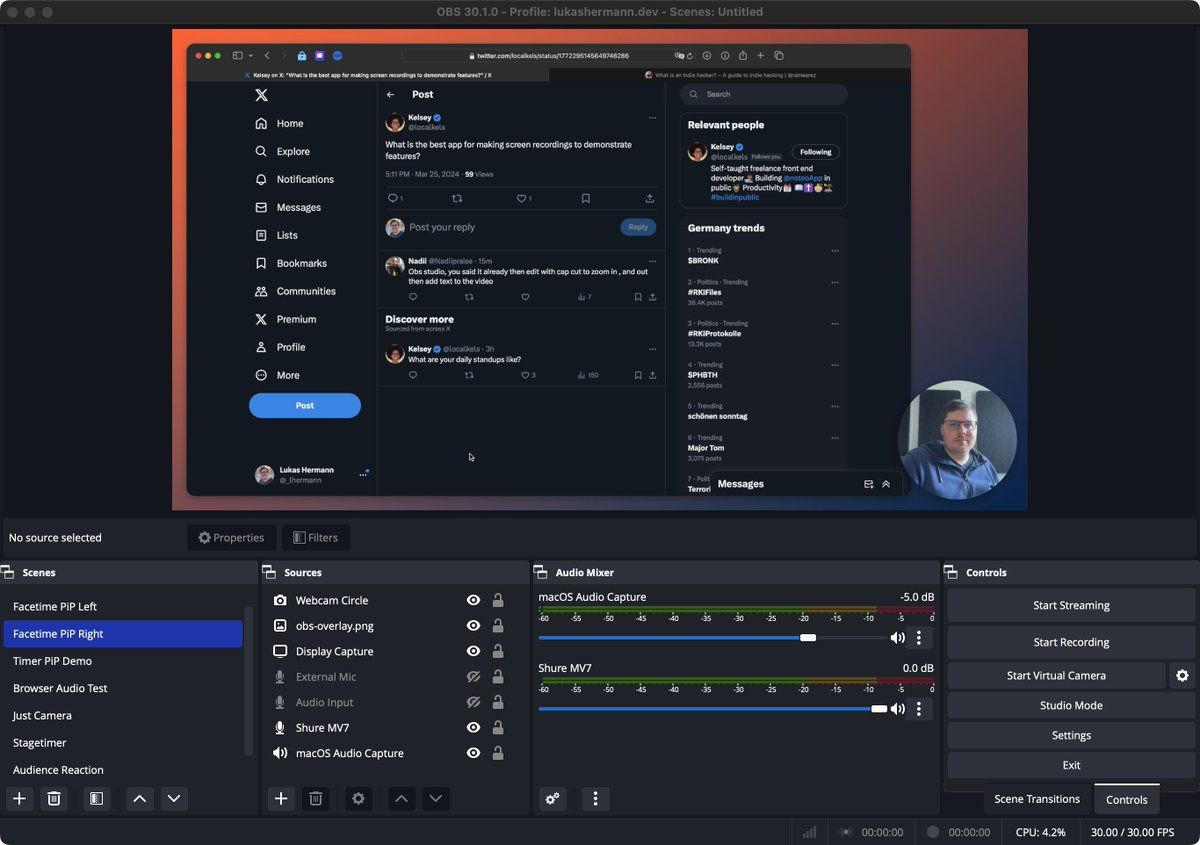 OBS 30.1.0 - Profile: lukashermann.dev - Scenes: Untitled
twitter.com/localkels/status/1772295145649746286
Kelsey on X: "What is the best app for making screen recordings to demonstrate features?" / X
What is an indie hacker? – A guide to indie hacking | @rameerez
Home
Explore
Notifications
Messages
Lists
Bookmarks
Communities
Premium
Profile
More
Post
Lukas Hermann
@_lhermann
Post
Kelsey
@localkels
What is the best app for making screen recordings to demonstrate
features?
5:11 PM · Mar 25, 2024 · 59 Views
1
1
Post your reply
Reply
Nadii @Nadiipraise · 15m
Obs studio, you said it already then edit with cap cut to zoom in , and out
then add text to the video
7
Discover more
Sourced from across X
Kelsey @localkels · 3h
What are your daily standups like?
3
150
Search
Relevant people
Kelsey
@localkels Follows you
Following
Self-taught freelance front end
developer Building @noteoApp in
public Productivity
#buildinpublic
Germany trends
1 · Trending
$BRONK
2 · Politics · Trending
#RKIFiles
38.4K posts
3 · Politics · Trending
#RKIProtokolle
13.3K posts
4 · Trending
$PHBTH
2,556 posts
5 · Trending
schönen sonntag
6 · Trending
Major Tom
3,075 posts
7 · Polit
Terrori
Messages
No source selected
Properties
Filters
Scenes
Facetime PiP Left
Facetime PiP Right
Timer PiP Demo
Browser Audio Test
Just Camera
Stagetimer
Audience Reaction
Sources
Webcam Circle
obs-overlay.png
Display Capture
External Mic
Audio Input
Shure MV7
macOS Audio Capture
Audio Mixer
macOS Audio Capture -5.0 dB
-60 -55 -50 -45 -40 -35 -30 -25 -20 -15 -10 -5 0
Shure MV7 0.0 dB
-60 -55 -50 -45 -40 -35 -30 -25 -20 -15 -10 -5 0
Controls
Start Streaming
Start Recording
Start Virtual Camera
Studio Mode
Settings
Exit
Scene Transitions
Controls
00:00:00
00:00:00
CPU: 4.2%
30.00 / 30.00 FPS